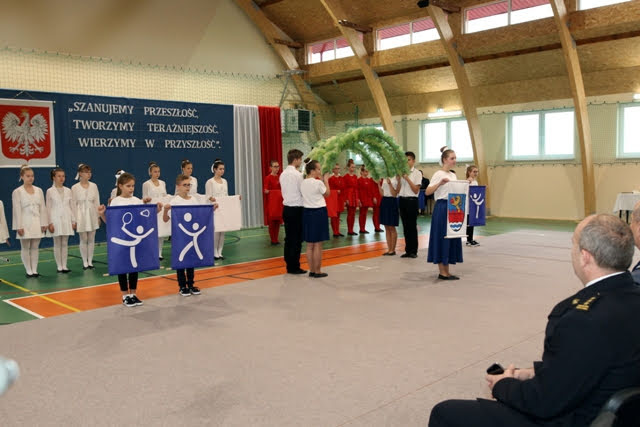 „SZANUJEMY PRZESZŁOŚĆ,
TWORZYMY TERAŹNIEJSZOŚĆ,
WIERZYMY W PRZYSZŁOŚĆ”.